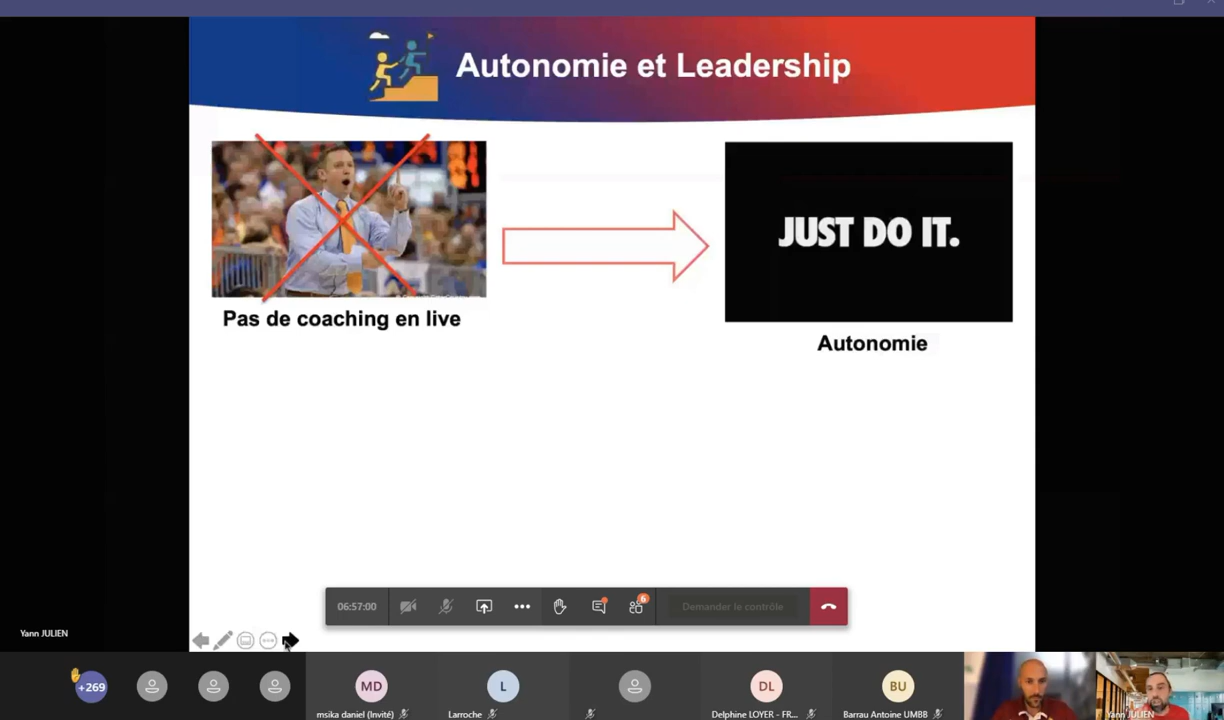 Autonomie et Leadership
JUST DO IT.
Pas de coaching en live
Autonomie
06:57:00
6
Demander le contrôle
Yann JULIEN
+269
MD
L
DL
BU
msika daniel (Invité)
Larroche
Delphine LOYER - FR...
Barrau Antoine UMBB
Yann JULIEN